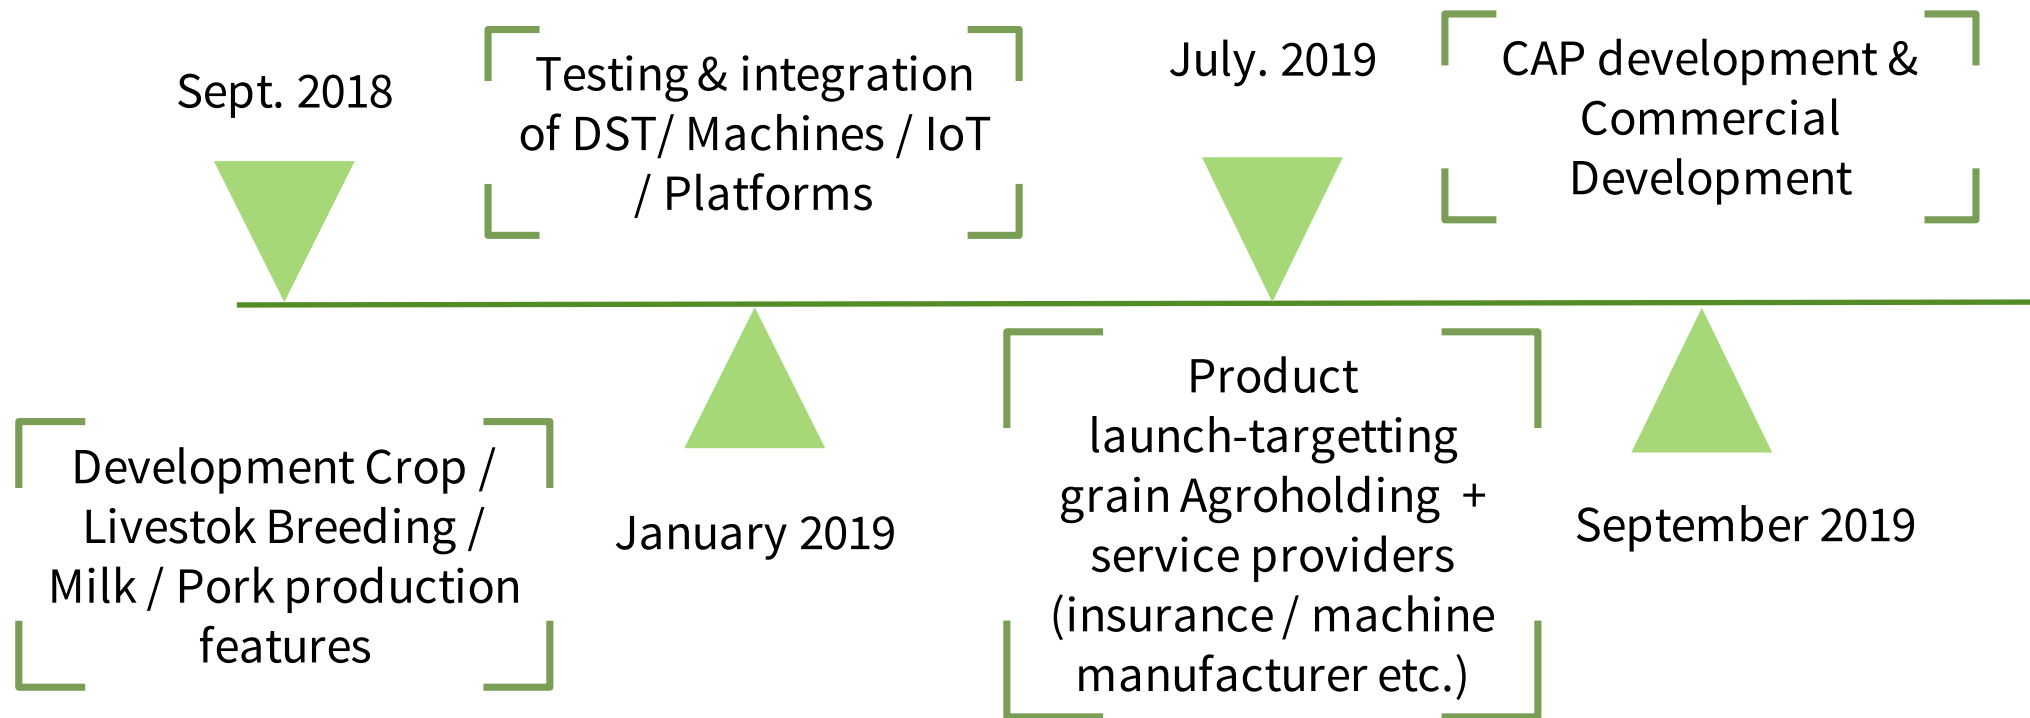 Sept. 2018
Development Crop /
Livestok Breeding /
Milk / Pork production
features
Testing & integration
of DST/ Machines / IoT
/ Platforms
January 2019
July. 2019
Product
launch-targetting
grain Agroholding +
service providers
(insurance / machine
manufacturer etc.)
CAP development &
Commercial
Development
September 2019